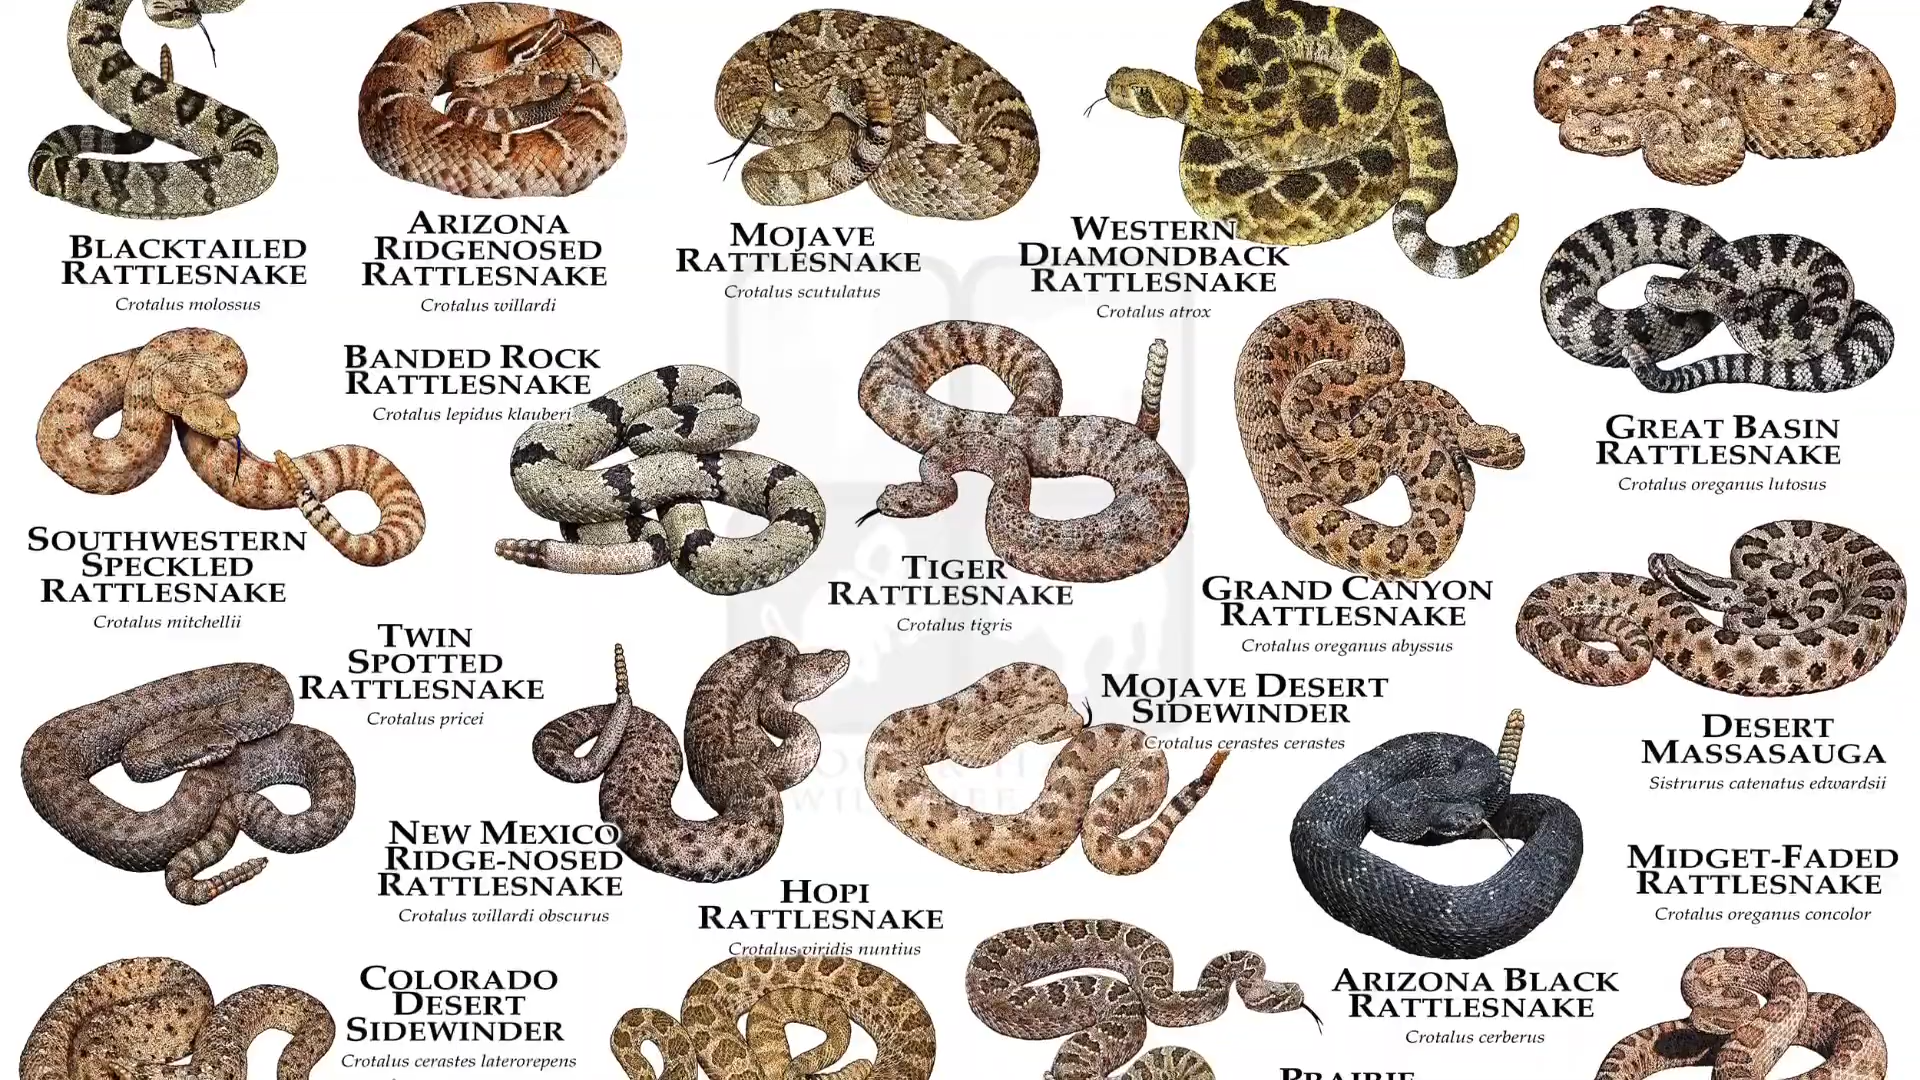 BLACKTAILED
RATTLESNAKE
Crotalus molossus
ARIZONA
RIDGENOSED
RATTLESNAKE
Crotalus willardi
MOJAVE
RATTLESNAKE
Crotalus scutulatus
WESTERN
DIAMONDBACK
RATTLESNAKE
Crotalus atrox
BANDED ROCK
RATTLESNAKE
Crotalus lepidus klauberi
GREAT BASIN
RATTLESNAKE
Crotalus oreganus lutosus
SOUTHWESTERN
SPECKLED
RATTLESNAKE
Crotalus mitchellii
TIGER
RATTLESNAKE
Crotalus tigris
GRAND CANYON
RATTLESNAKE
Crotalus oreganus abyssus
TWIN
SPOTTED
RATTLESNAKE
Crotalus pricei
MOJAVE DESERT
SIDEWINDER
Crotalus cerastes cerastes
DESERT
MASSASAUGA
Sistrurus catenatus edwardsii
NEW MEXICO
RIDGE-NOSED
RATTLESNAKE
Crotalus willardi obscurus
HOPI
RATTLESNAKE
Crotalus viridis nuntius
MIDGET-FADED
RATTLESNAKE
Crotalus oreganus concolor
COLORADO
DESERT
SIDEWINDER
Crotalus cerastes laterorepens
ARIZONA BLACK
RATTLESNAKE
Crotalus cerberus
PRAIRIE